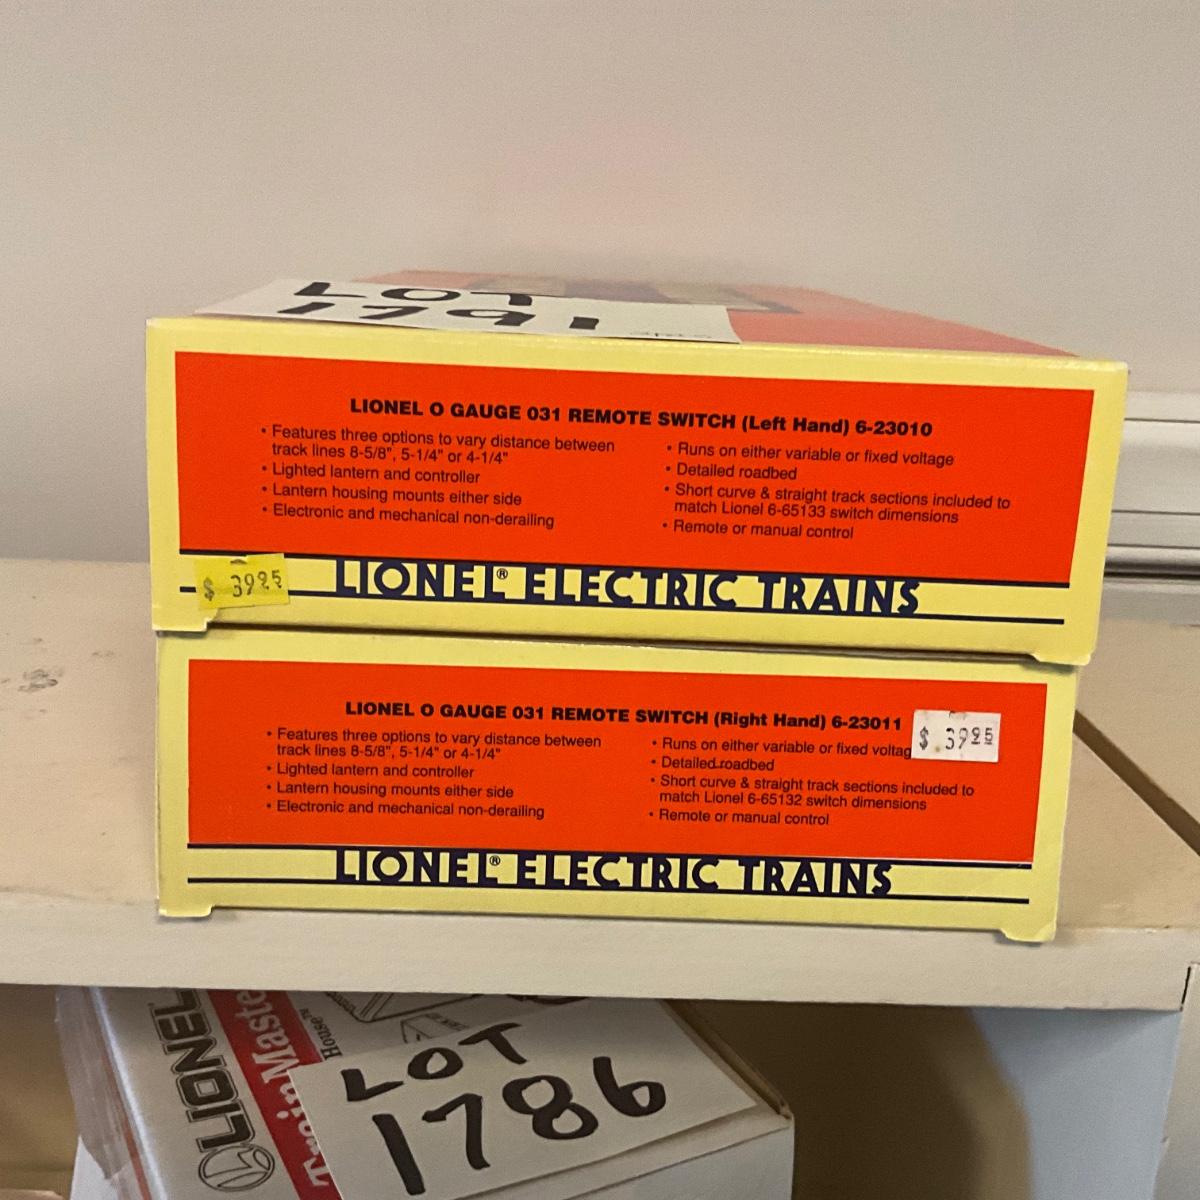 LOT
1791
LIONEL O GAUGE 031 REMOTE SWITCH (Left Hand) 6-23010
• Features three options to vary distance between
track lines 8-5/8", 5-1/4" or 4-1/4"
• Lighted lantern and controller
• Lantern housing mounts either side
• Electronic and mechanical non-derailing
• Runs on either variable or fixed voltage
• Detailed roadbed
• Short curve & straight track sections included to
match Lionel 6-65133 switch dimensions
• Remote or manual control
$ 39.95
LIONEL® ELECTRIC TRAINS
LIONEL O GAUGE 031 REMOTE SWITCH (Right Hand) 6-23011
• Features three options to vary distance between
track lines 8-5/8", 5-1/4" or 4-1/4"
• Lighted lantern and controller
• Lantern housing mounts either side
• Electronic and mechanical non-derailing
• Runs on either variable or fixed voltag
• Detailed roadbed
• Short curve & straight track sections included to
match Lionel 6-65132 switch dimensions
• Remote or manual control
$ 39.95
LIONEL® ELECTRIC TRAINS
LIONEL
TrainMaste
House™
LOT
1786